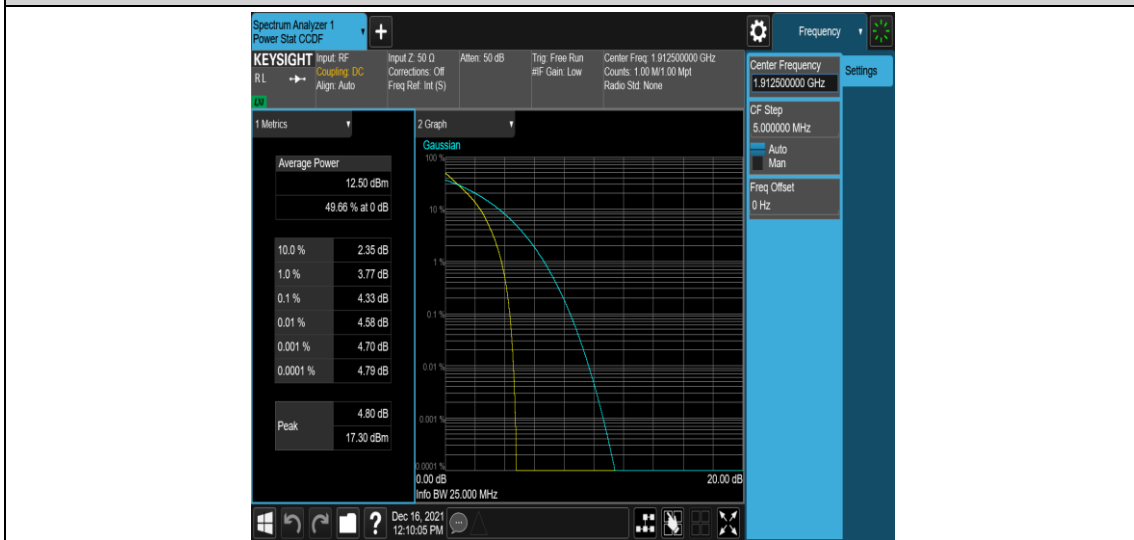 Spectrum Analyzer 1
Power Stat CCDF
+
Frequency
KEYSIGHT
RL
LXI
Input: RF
Coupling: DC
Align: Auto
Input Z: 50 Ω
Corrections: Off
Freq Ref: Int (S)
Atten: 50 dB
Trig: Free Run
#IF Gain: Low
Center Freq: 1.912500000 GHz
Counts: 1.00 M/1.00 Mpt
Radio Std: None
Center Frequency
1.912500000 GHz
Settings
CF Step
5.000000 MHz
Auto
Man
Freq Offset
0 Hz
1 Metrics
Average Power
12.50 dBm
49.66 % at 0 dB
10.0 % 2.35 dB
1.0 % 3.77 dB
0.1 % 4.33 dB
0.01 % 4.58 dB
0.001 % 4.70 dB
0.0001 % 4.79 dB
Peak
4.80 dB
17.30 dBm
2 Graph
Gaussian
100 %
10 %
1 %
0.1 %
0.01 %
0.001 %
0.0001 %
0.00 dB 20.00 dB
Info BW 25.000 MHz
?
Dec 16, 2021
12:10:05 PM